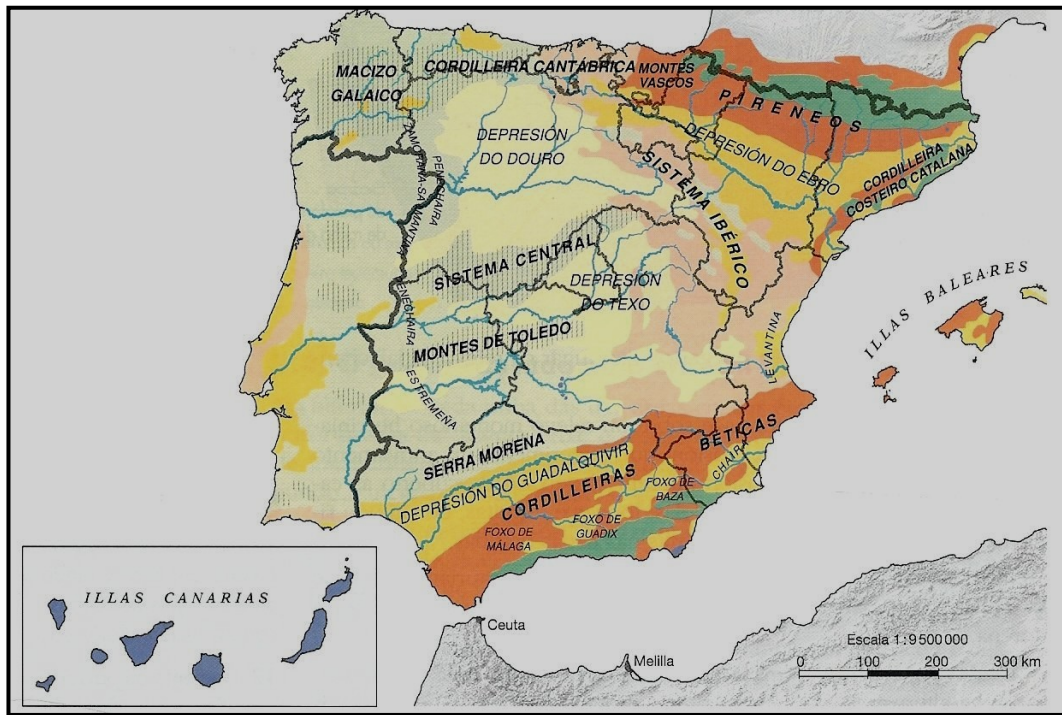 MACIZO
GALAICO
CORDILLEIRA CANTÁBRICA
MONTES
VASCOS
PIRENEOS
DEPRESIÓN
DO DOURO
DEPRESIÓN DO EBRO
CORDILLEIRA
COSTEIRO CATALANA
PENECHAIRA
ZAMORANA-SALMANTINA
SISTEMA IBÉRICO
SISTEMA CENTRAL
DEPRESIÓN
DO TEXO
PENECHAIRA
ESTREMEÑA
MONTES DE TOLEDO
LEVANTINA
CHAIRA
ILLAS BALEARES
SERRA MORENA
DEPRESIÓN DO GUADALQUIVIR
CORDILLEIRAS
BÉTICAS
FOXO DE
BAZA
FOXO DE
GUADIX
FOXO DE
MÁLAGA
ILLAS CANARIAS
Ceuta
Melilla
Escala 1:9 500 000
0 100 200 300 km